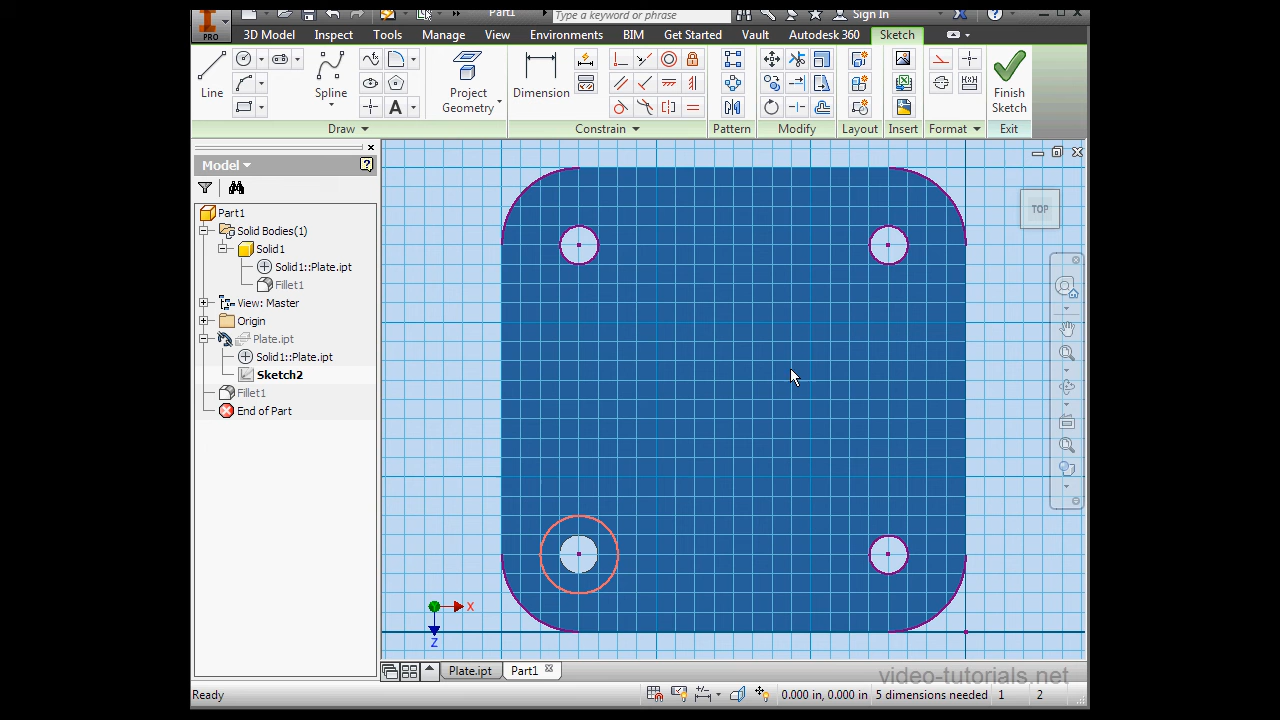 Part1 Type a keyword or phrase Sign In
PRO 3D Model Inspect Tools Manage View Environments BIM Get Started Vault Autodesk 360 Sketch
Line Spline Project Geometry Dimension Finish Sketch
Draw Constrain Pattern Modify Layout Insert Format Exit
Model
Part1
Solid Bodies(1)
Solid1
Solid1::Plate.ipt
Fillet1
View: Master
Origin
Plate.ipt
Solid1::Plate.ipt
Sketch2
Fillet1
End of Part
TOP
X
Z
Plate.ipt Part1
video-tutorials.net
Ready 0.000 in, 0.000 in 5 dimensions needed 1 2